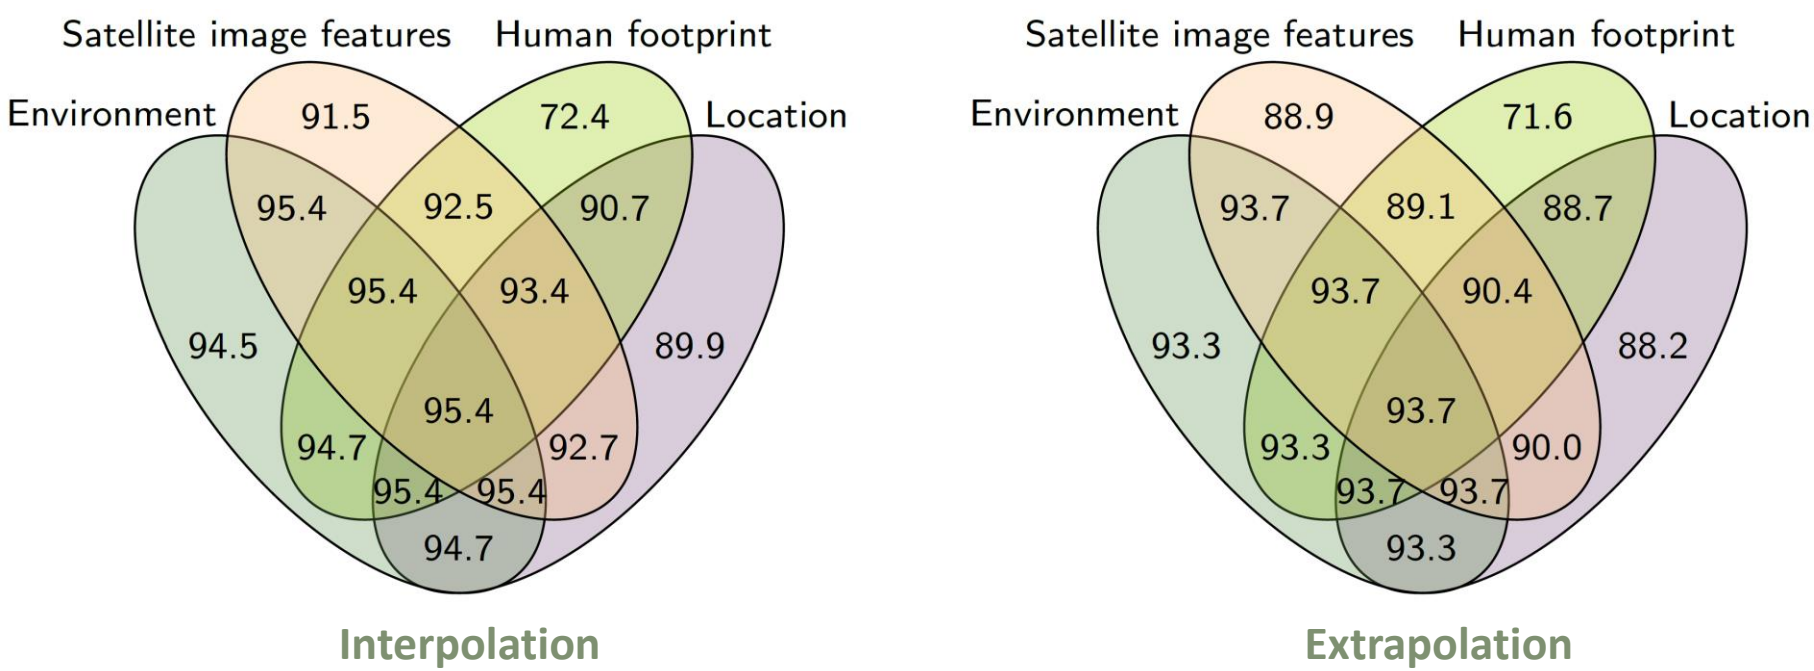 Satellite image features Human footprint
Environment Location
91.5 72.4
95.4 92.5 90.7
95.4 93.4
94.5 89.9
95.4
94.7 92.7
95.4 95.4
94.7
Interpolation
Satellite image features Human footprint
Environment Location
88.9 71.6
93.7 89.1 88.7
93.7 90.4
93.3 88.2
93.7
93.3 90.0
93.7 93.7
93.3
Extrapolation